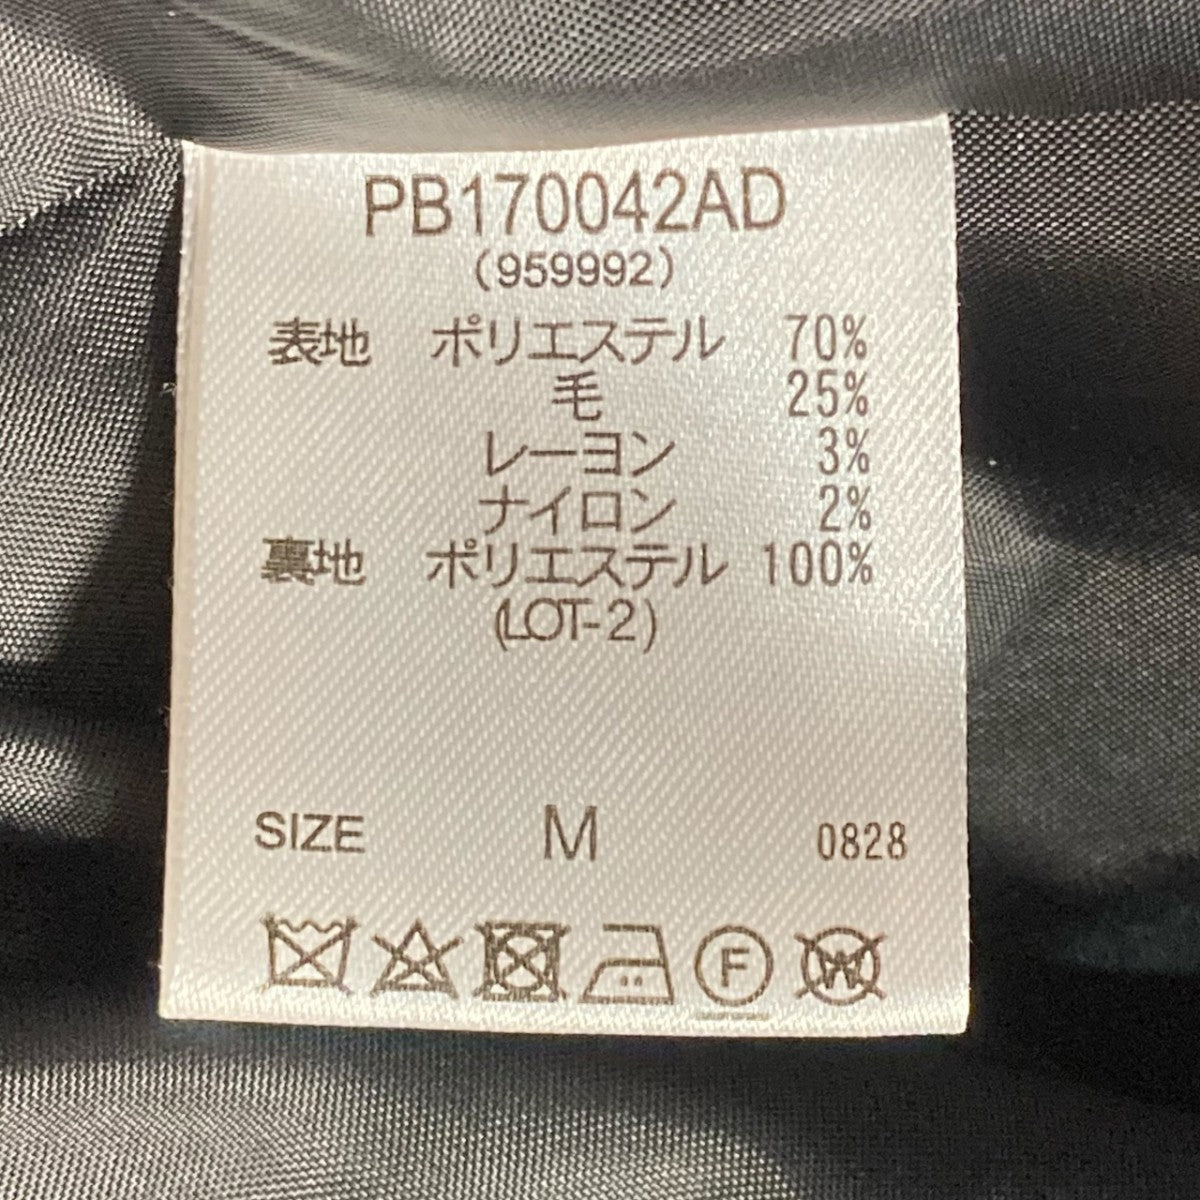 PB170042AD
(959992)
表地 ポリエステル 70%
毛 25%
レーヨン 3%
ナイロン 2%
裏地 ポリエステル 100%
(LOT-2)
SIZE M 0828
F W